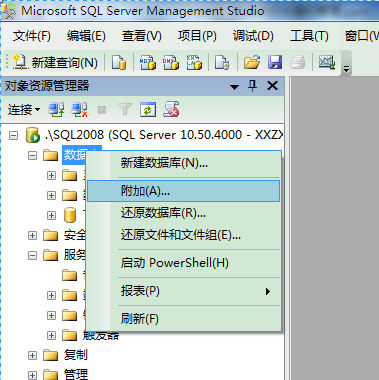 Microsoft SQL Server Management Studio
文件(F) 编辑(E) 查看(V) 项目(P) 调试(D) 工具(T) 窗口(W
新建查询(N)
对象资源管理器
连接
.\SQL2008 (SQL Server 10.50.4000 - XXZX
数据
新建数据库(N)...
附加(A)...
还原数据库(R)...
安全
还原文件和文件组(E)...
服务
启动 PowerShell(H)
报表(P)
刷新(F)
触发器
复制
管理